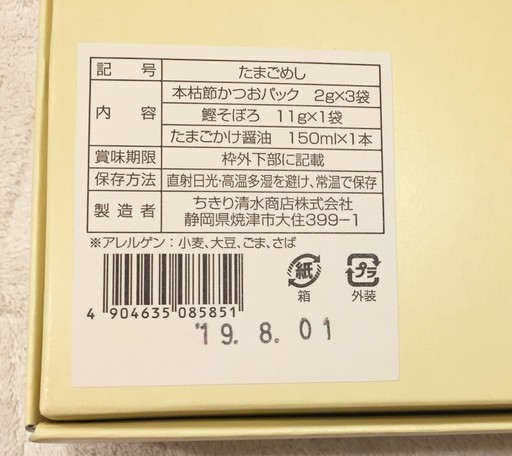 記号 たまごめし
内容 本枯節かつおパック 2g×3袋
鰹そぼろ 11g×1袋
たまごかけ醤油 150ml×1本
賞味期限 枠外下部に記載
保存方法 直射日光・高温多湿を避け、常温で保存
製造者 ちきり清水商店株式会社
静岡県焼津市大住399-1
※アレルゲン：小麦、大豆、ごま、さば
紙
箱
プラ
外装
4 904635 085851
'19. 8. 01